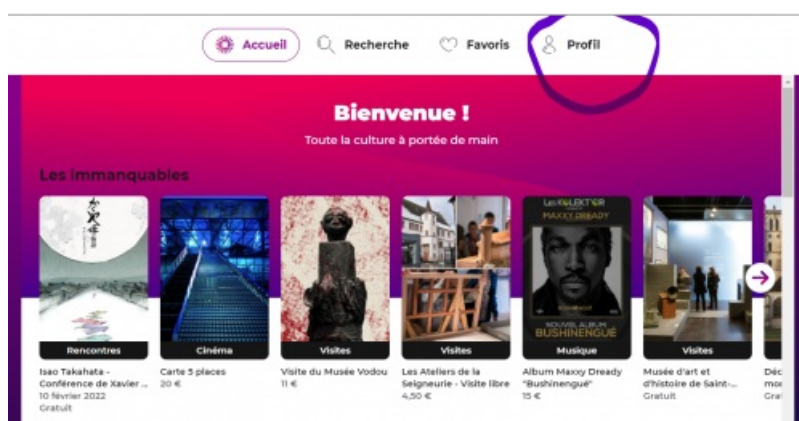 Accueil
Recherche
Favoris
Profil
Bienvenue !
Toute la culture à portée de main
Les immanquables
Les KOLEKT'OR
MAXXY DREADY
NOUVEL ALBUM
BUSHINENGUÉ
Rencontres
Cinéma
Visites
Visites
Musique
Visites
Isao Takahata -
Conférence de Xavier ...
10 février 2022
Gratuit
Carte 5 places
20 €
Visite du Musée Vodou
11 €
Les Ateliers de la
Seigneurie - Visite libre
4,50 €
Album Maxxy Dready
"Bushinengué"
15 €
Musée d'art et
d'histoire de Saint-...
Gratuit